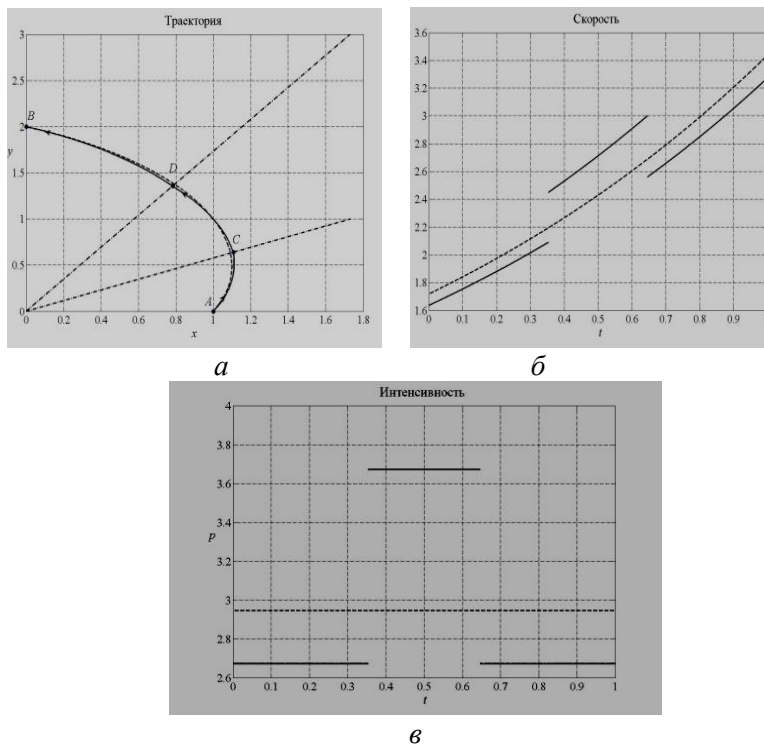 Траектория
3
2.5
2
1.5
1
0.5
0
y
B
D
C
A
0 0.2 0.4 0.6 0.8 1 1.2 1.4 1.6 1.8
x
а
Скорость
3.6
3.4
3.2
3
2.8
2.6
2.4
2.2
2
1.8
1.6
0 0.1 0.2 0.3 0.4 0.5 0.6 0.7 0.8 0.9
t
б
Интенсивность
4
3.8
3.6
3.4
3.2
3
2.8
2.6
p
0 0.1 0.2 0.3 0.4 0.5 0.6 0.7 0.8 0.9 1
t
в